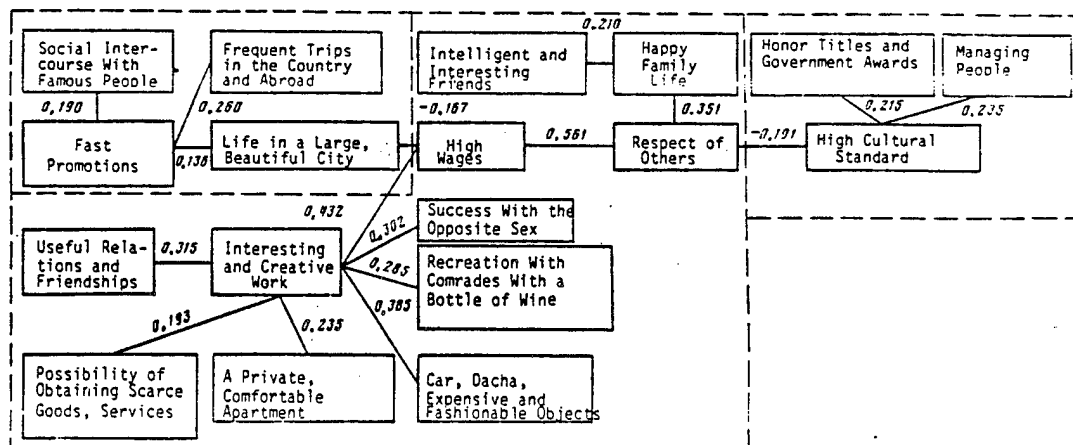 Social Inter-
course With
Famous People
Frequent Trips
in the Country
and Abroad
0,190
0,260
Fast
Promotions
0,136
Life in a Large,
Beautiful City
-0,167
Intelligent and
Interesting
Friends
0,210
Happy
Family
Life
0,351
High
Wages
0,561
Respect of
Others
-0,191
Honor Titles and
Government Awards
Managing
People
0,215
0,235
High Cultural
Standard
0,432
Useful Rela-
tions and
Friendships
0,315
Interesting
and Creative
Work
0,302
Success With the
Opposite Sex
0,285
Recreation With
Comrades With a
Bottle of Wine
0,385
0,193
0,235
Possibility of
Obtaining Scarce
Goods, Services
A Private,
Comfortable
Apartment
Car, Dacha,
Expensive and
Fashionable Objects